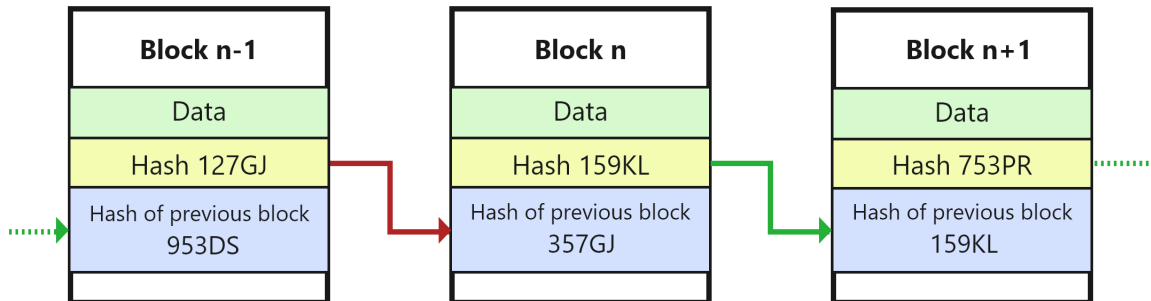 Block n-1
Data
Hash 127GJ
Hash of previous block
953DS
Block n
Data
Hash 159KL
Hash of previous block
357GJ
Block n+1
Data
Hash 753PR
Hash of previous block
159KL